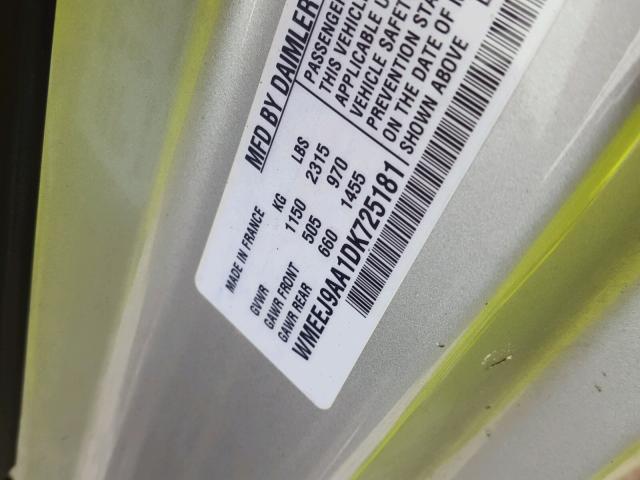 MFD BY DAIMLER
PASSENGER
THIS VEHICLE
APPLICABLE
VEHICLE SAFETY
PREVENTION STA
ON THE DATE OF
SHOWN ABOVE
MADE IN FRANCE
KG LBS
GVWR 1150 2315
GAWR FRONT 505 970
GAWR REAR 660 1455
WMEEJ9AA1DK725181